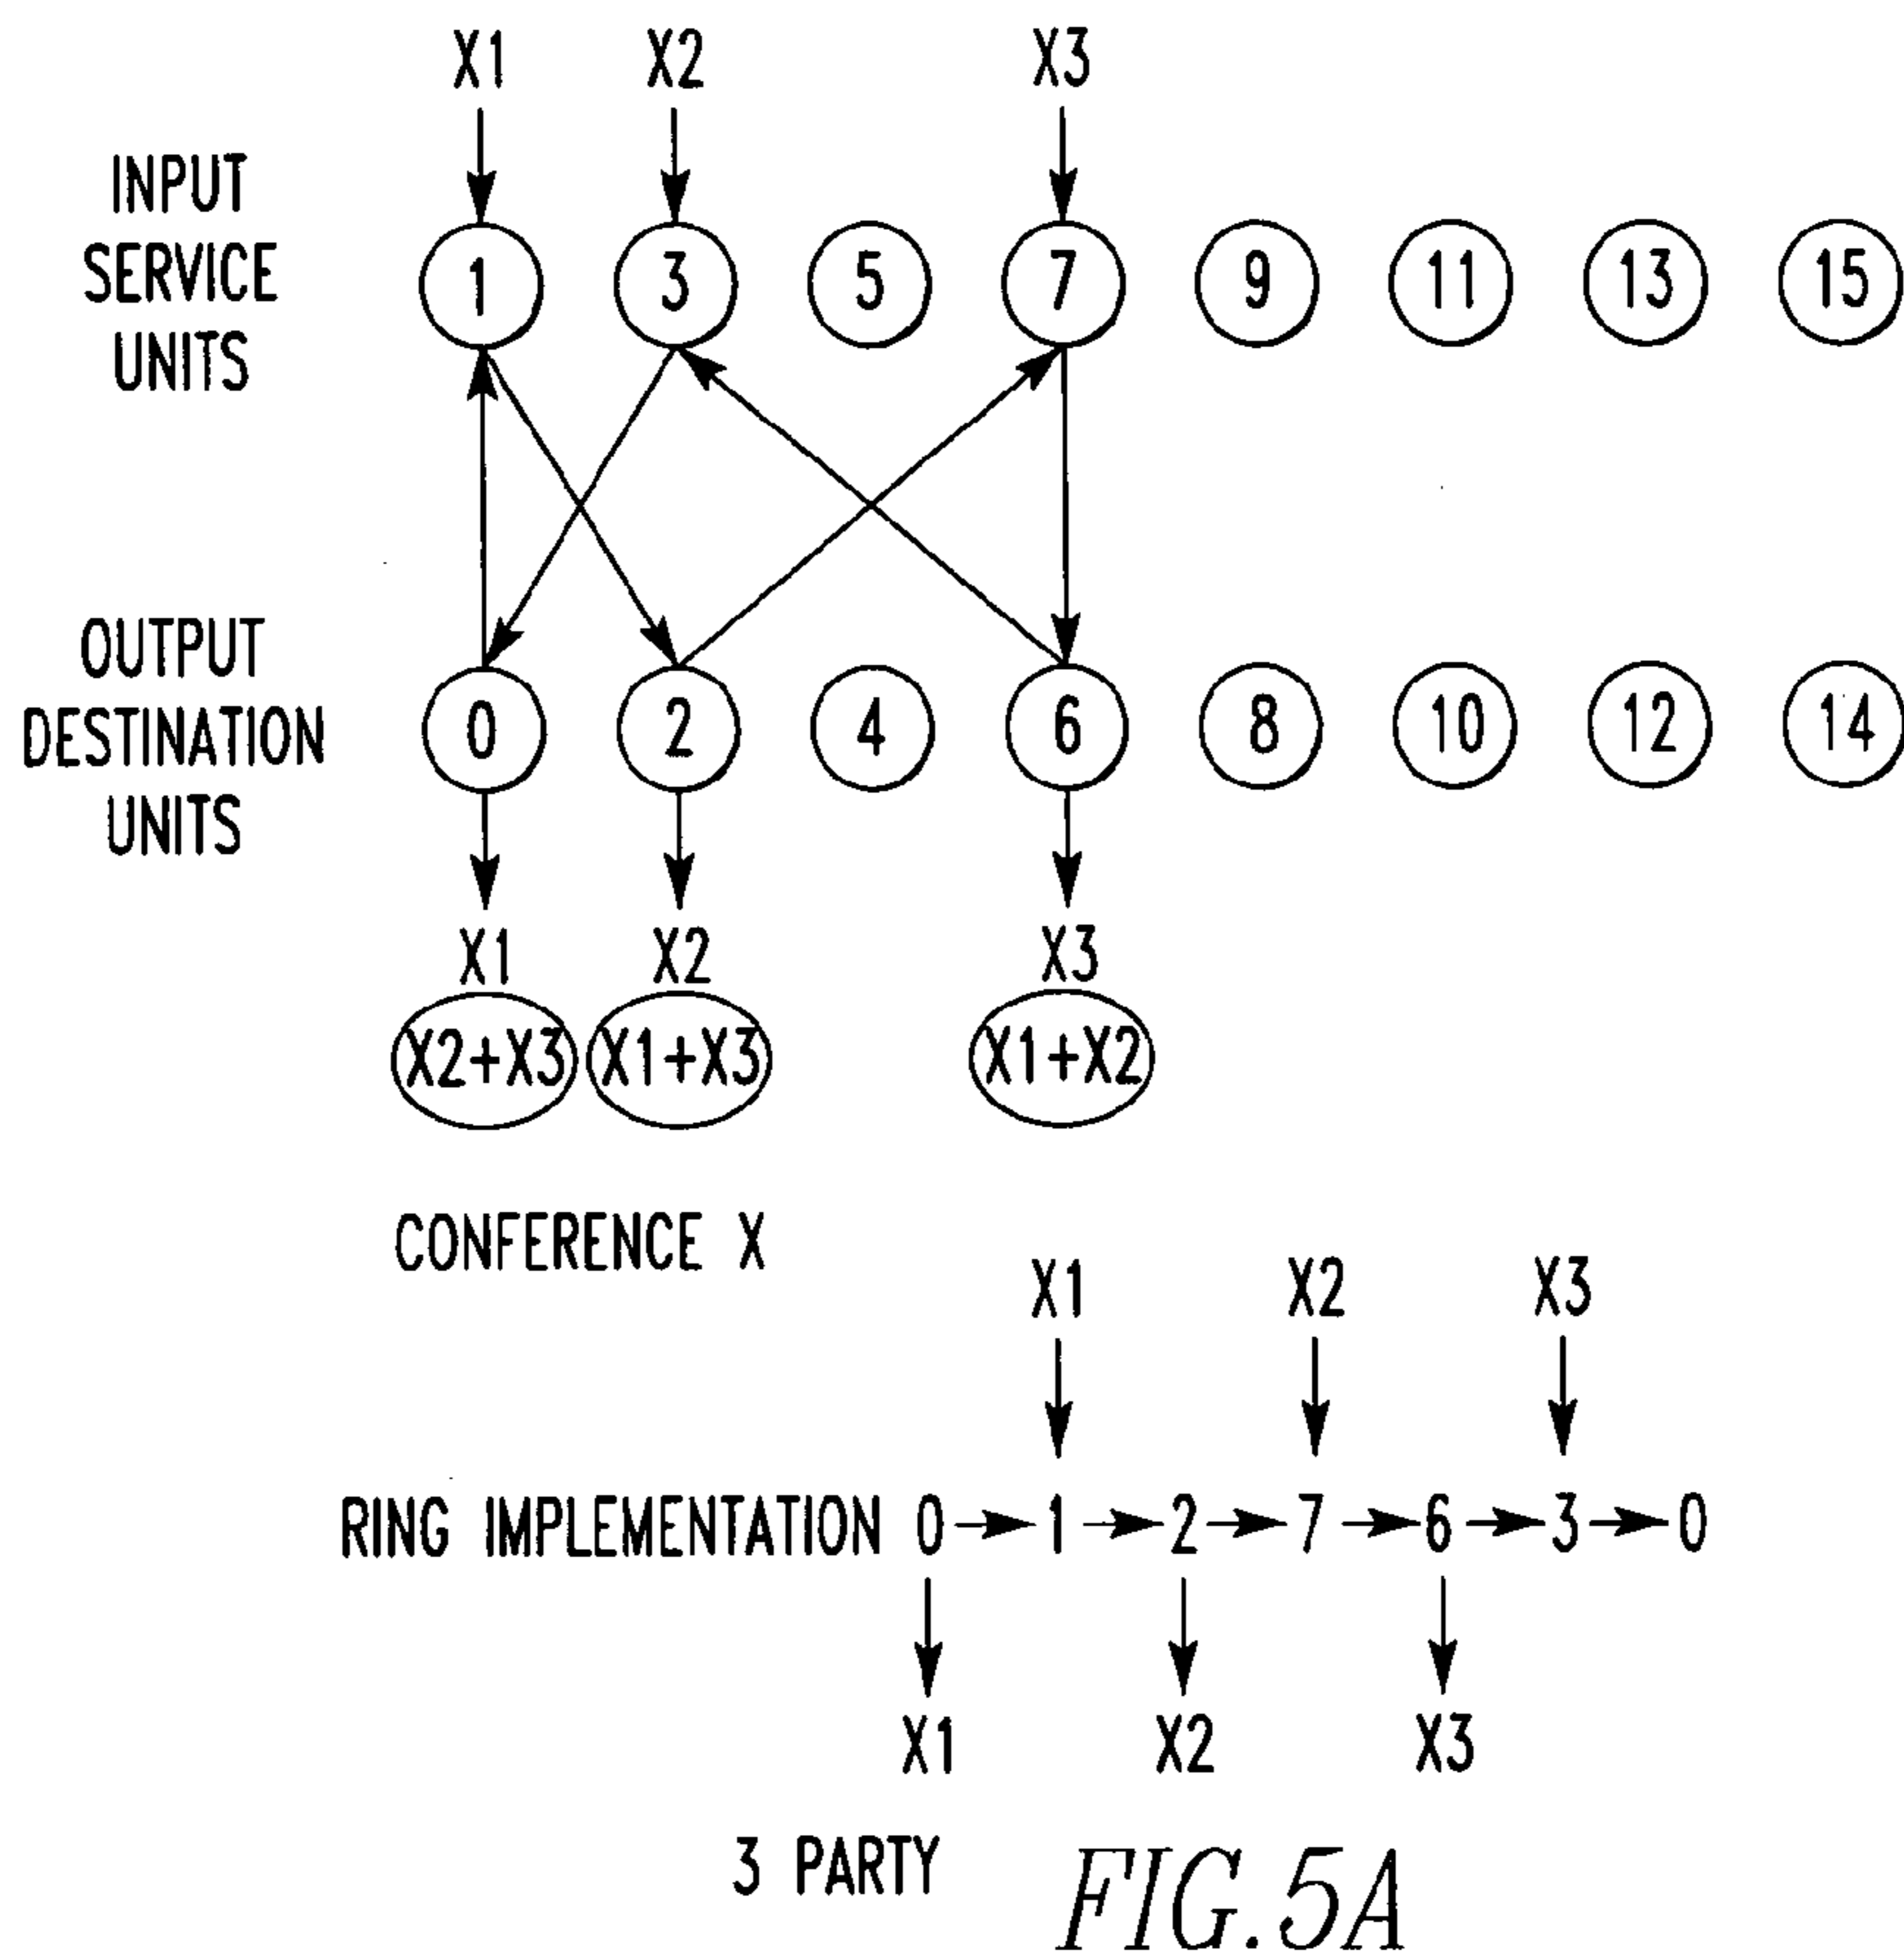 X1 X2 X3
INPUT
SERVICE
UNITS
1 3 5 7 9 11 13 15
OUTPUT
DESTINATION
UNITS
0 2 4 6 8 10 12 14
X1 X2 X3
X2+X3 X1+X3 X1+X2
CONFERENCE X
X1 X2 X3
RING IMPLEMENTATION 0 → 1 → 2 → 7 → 6 → 3 → 0
X1 X2 X3
3 PARTY
FIG.5A